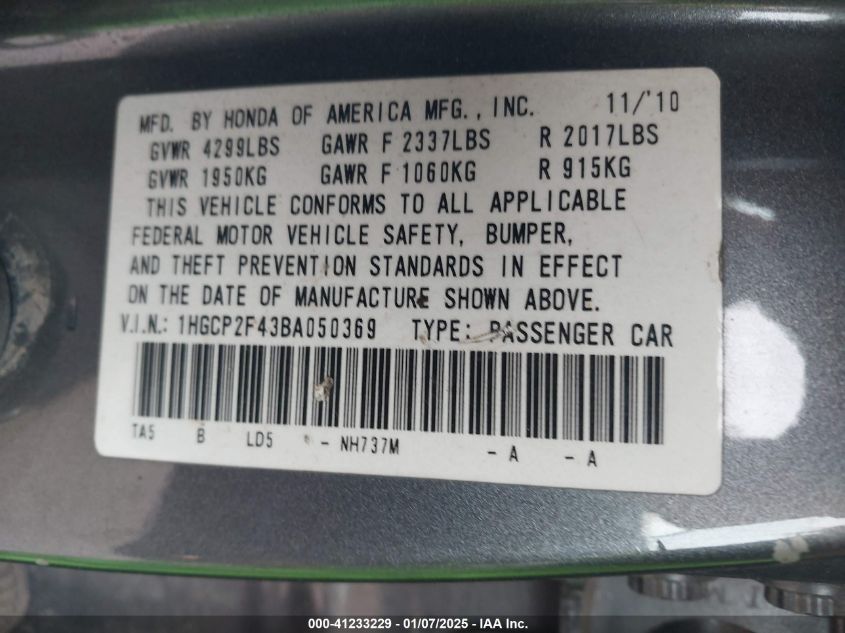 MFD. BY HONDA OF AMERICA MFG., INC. 11/'10
GVWR 4299LBS GAWR F 2337LBS R 2017LBS
GVWR 1950KG GAWR F 1060KG R 915KG
THIS VEHICLE CONFORMS TO ALL APPLICABLE
FEDERAL MOTOR VEHICLE SAFETY, BUMPER,
AND THEFT PREVENTION STANDARDS IN EFFECT
ON THE DATE OF MANUFACTURE SHOWN ABOVE.
V.I.N.: 1HGCP2F43BA050369 TYPE: PASSENGER CAR
TA5 B LD5 - NH737M - A - A
000-41233229 - 01/07/2025 - IAA Inc.